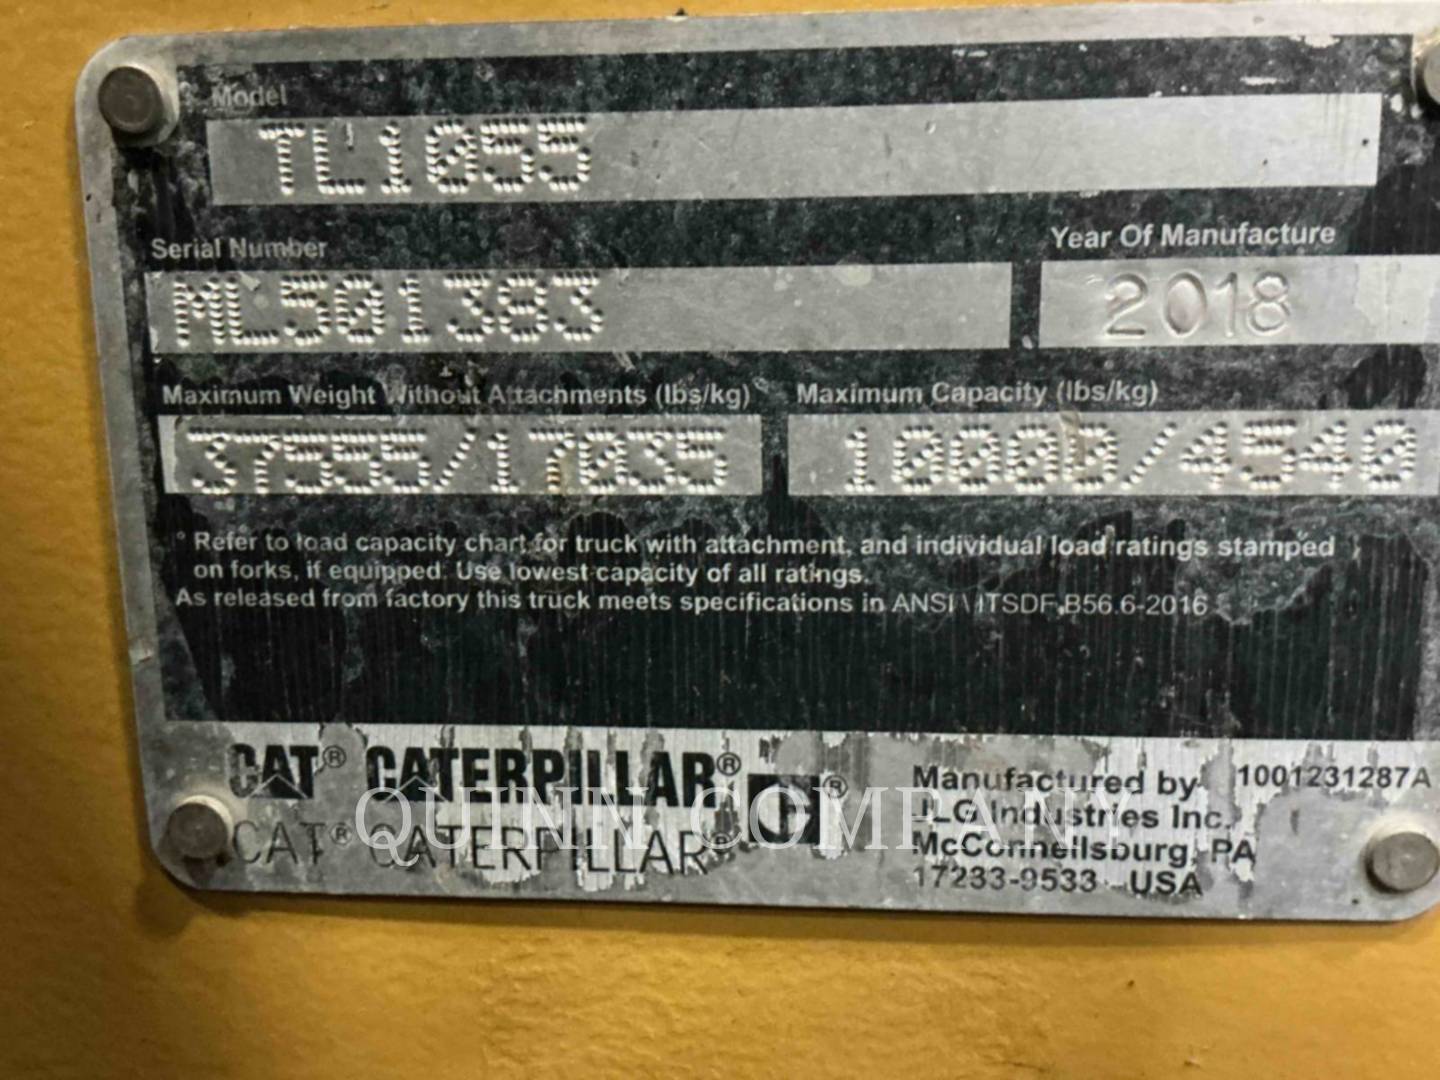 Model
TL1055
Serial Number
Year Of Manufacture
ML501383
2018
Maximum Weight Without Attachments (lbs/kg)°
Maximum Capacity (lbs/kg)
37555/17035
10000/4540
° Refer to load capacity chart for truck with attachment, and individual load ratings stamped
on forks, if equipped. Use lowest capacity of all ratings.
As released from factory this truck meets specifications in ANSI \ ITSDF B56.6-2016
CAT® CATERPILLAR® ®
CAT® CATERPILLAR®
QUINN COMPANY
Manufactured by 1001231287A
JLG Industries Inc.
McConnellsburg, PA
17233-9533 USA